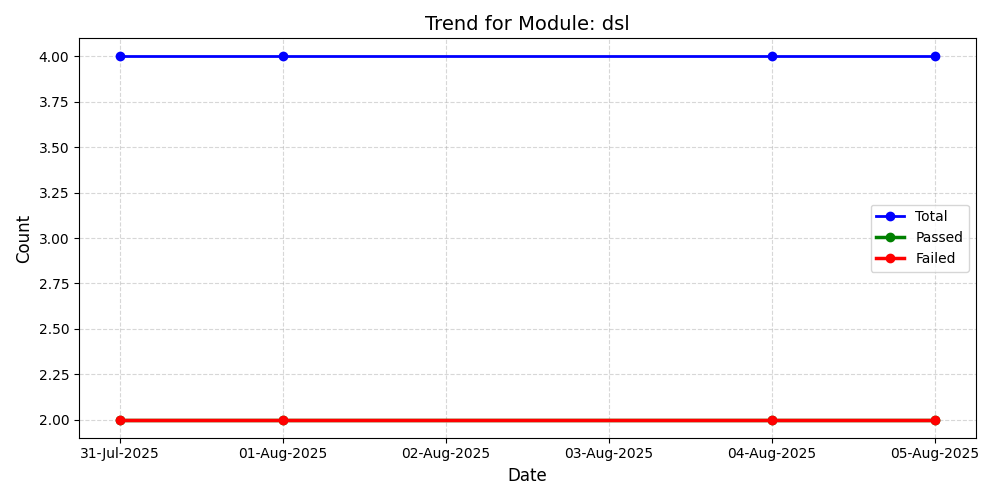 Trend for Module: dsl
4.00
3.75
3.50
3.25
3.00
2.75
2.50
2.25
2.00
Count
Total
Passed
Failed
31-Jul-2025 01-Aug-2025 02-Aug-2025 03-Aug-2025 04-Aug-2025 05-Aug-2025
Date